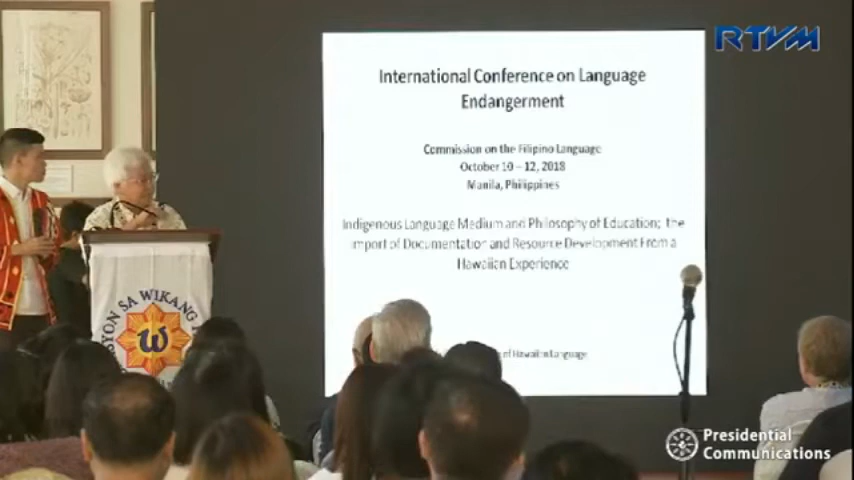 RTVM
International Conference on Language
Endangerment
Commission on the Filipino Language
October 10 – 12, 2018
Manila, Philippines
Indigenous Language Medium and Philosophy of Education; the
import of Documentation and Resource Development From a
Hawaiian Experience
of Hawaiian Language
SYON SA WIKANG
W
Presidential
Communications